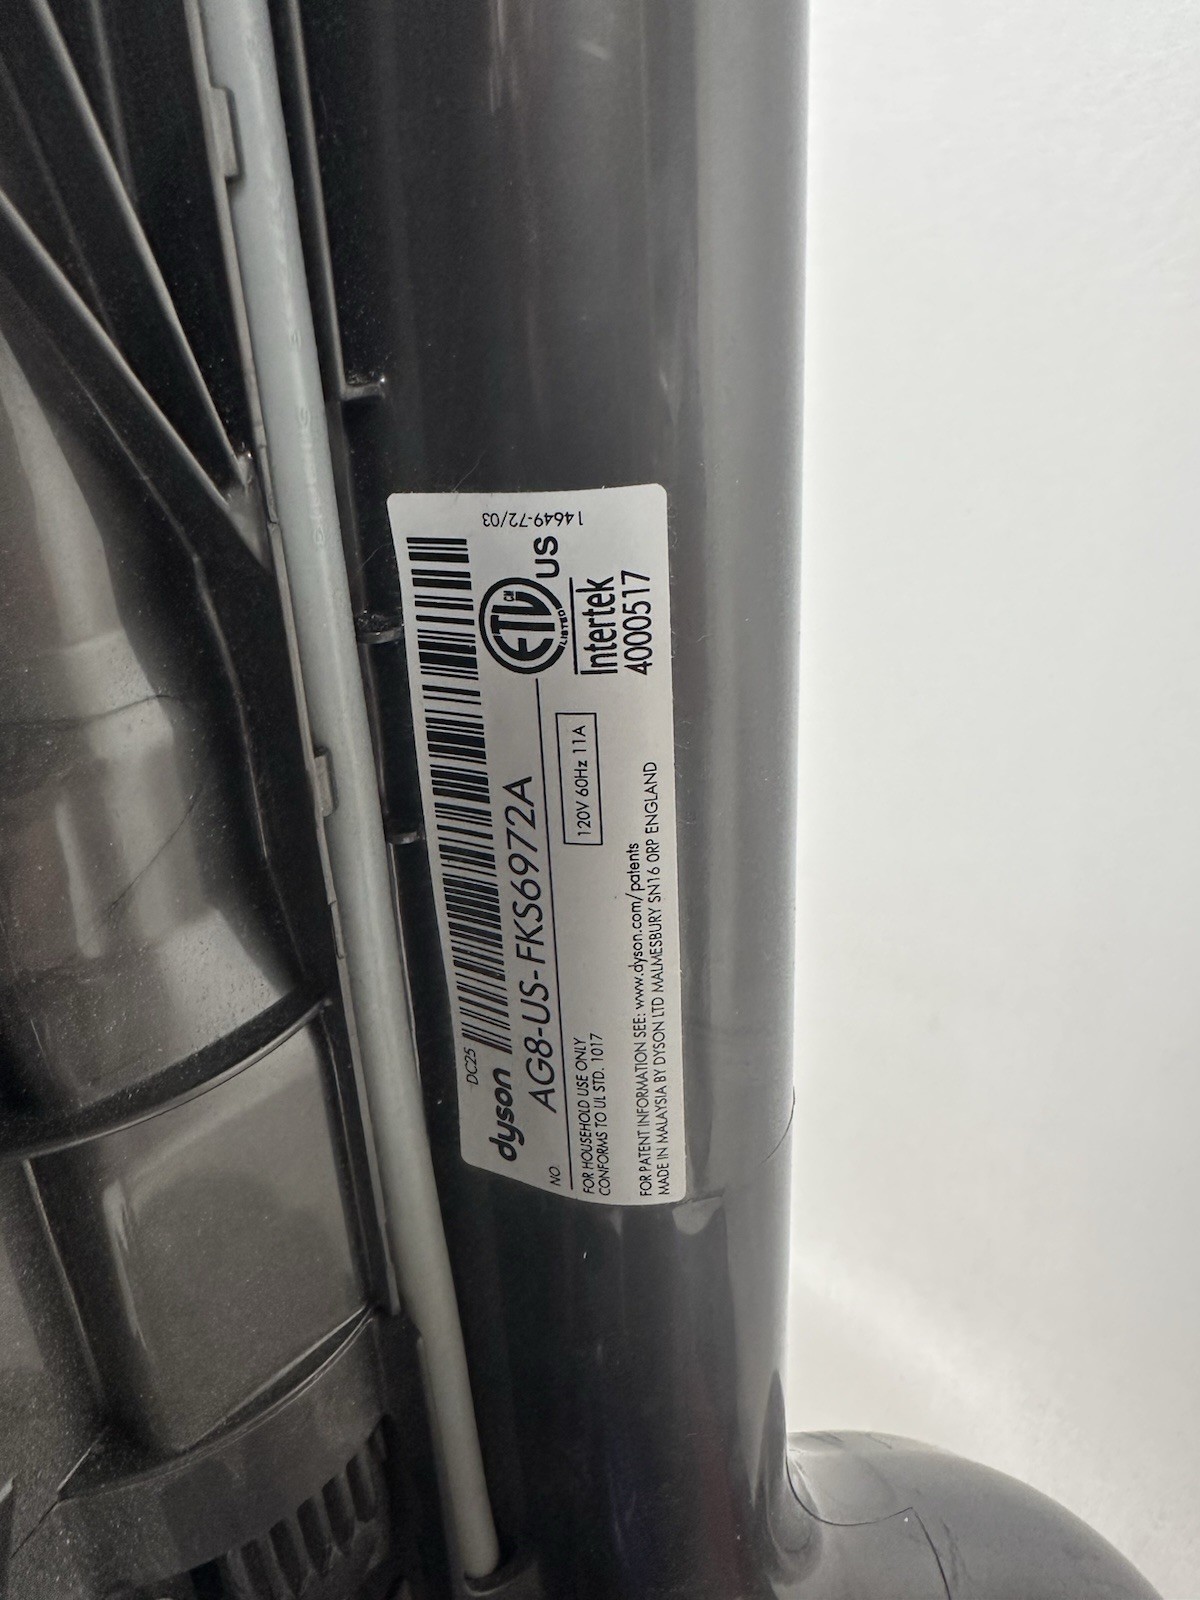 DC25
dyson
NO AG8-US-FKS6972A
FOR HOUSEHOLD USE ONLY
CONFORMS TO UL STD. 1017
120V 60Hz 11A
FOR PATENT INFORMATION SEE: www.dyson.com/patents
MADE IN MALAYSIA BY DYSON LTD MALMESBURY SN16 0RP ENGLAND
ETL CM
LISTED
US
Intertek
4000517
14649-72/03